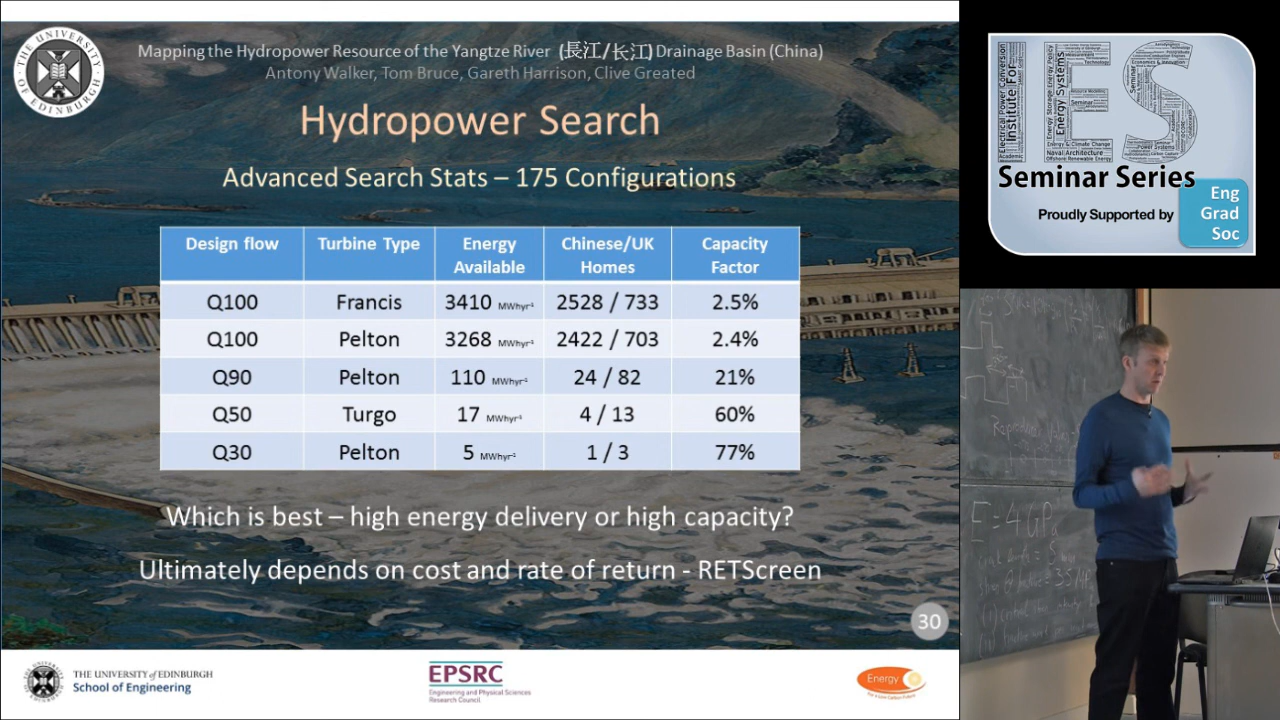 Mapping the Hydropower Resource of the Yangtze River (長江/长江) Drainage Basin (China)
Antony Walker, Tom Bruce, Gareth Harrison, Clive Greated
Hydropower Search
Advanced Search Stats – 175 Configurations
Design flow Turbine Type Energy Available Chinese/UK Homes Capacity Factor
Q100 Francis 3410 MWhyr⁻¹ 2528 / 733 2.5%
Q100 Pelton 3268 MWhyr⁻¹ 2422 / 703 2.4%
Q90 Pelton 110 MWhyr⁻¹ 24 / 82 21%
Q50 Turgo 17 MWhyr⁻¹ 4 / 13 60%
Q30 Pelton 5 MWhyr⁻¹ 1 / 3 77%
Which is best – high energy delivery or high capacity?
Ultimately depends on cost and rate of return - RETScreen
30
THE UNIVERSITY of EDINBURGH
School of Engineering
EPSRC
Engineering and Physical Sciences
Research Council
Energy
IES
Seminar Series
Proudly Supported by
Eng
Grad
Soc
E = 4 GPa